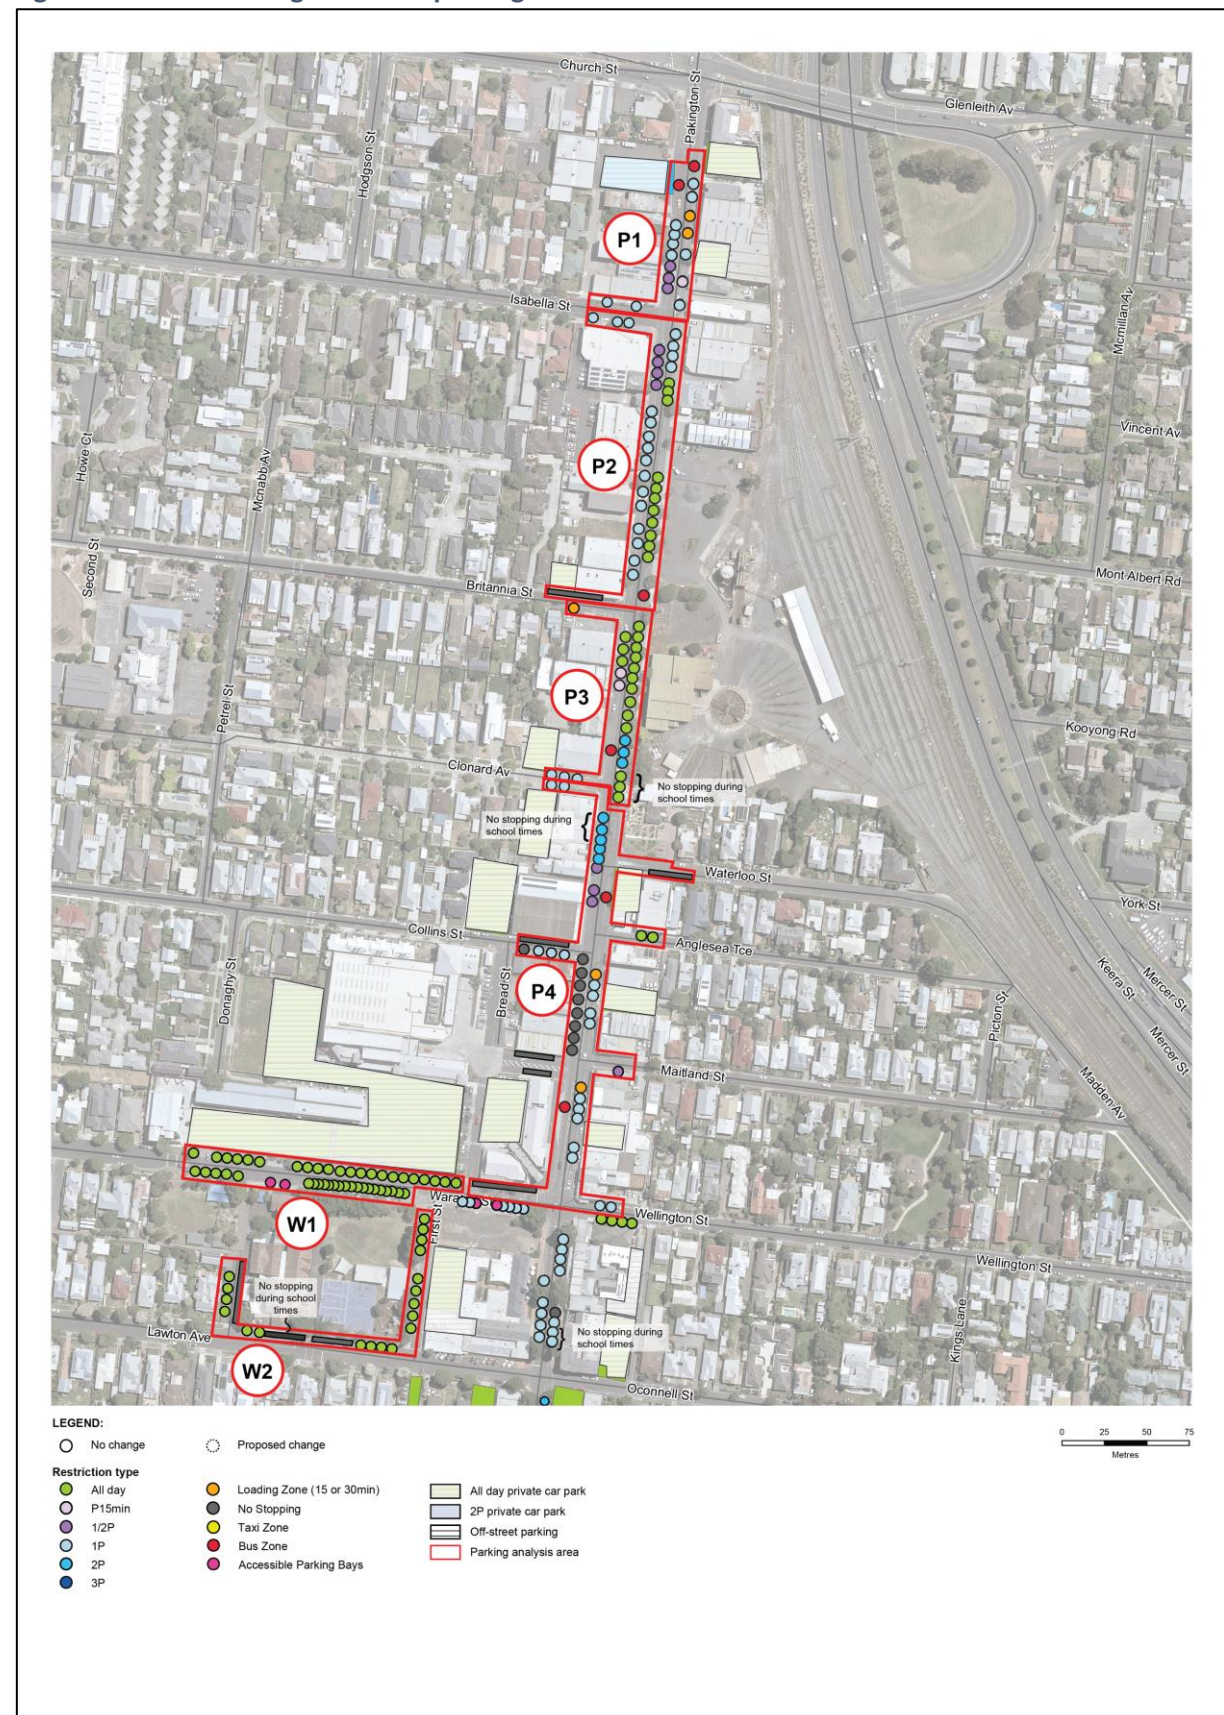 Church St
Pakington St
Glenleith Av
Hodgson St
P1
Isabella St
Mcmillan Av
Vincent Av
Howe Ct
Mcnabb Av
P2
Second St
Britannia St
Mont Albert Rd
Petrel St
P3
Kooyong Rd
Clonard Av
No stopping during
school times
No stopping during
school times
Waterloo St
York St
Collins St
Anglesea Tce
Donaghy St
Bread St
P4
Keera St
Mercer St
Mercer St
Picton St
Maitland St
Madden Av
W1
First St
Wellington St
Wellington St
No stopping
during school
times
Lawton Ave
No stopping during
school times
Kings Lane
W2
Oconnell St
LEGEND:
No change
Proposed change
0 25 50 75
Metres
Restriction type
All day
P15min
1/2P
1P
2P
3P
Loading Zone (15 or 30min)
No Stopping
Taxi Zone
Bus Zone
Accessible Parking Bays
All day private car park
2P private car park
Off-street parking
Parking analysis area